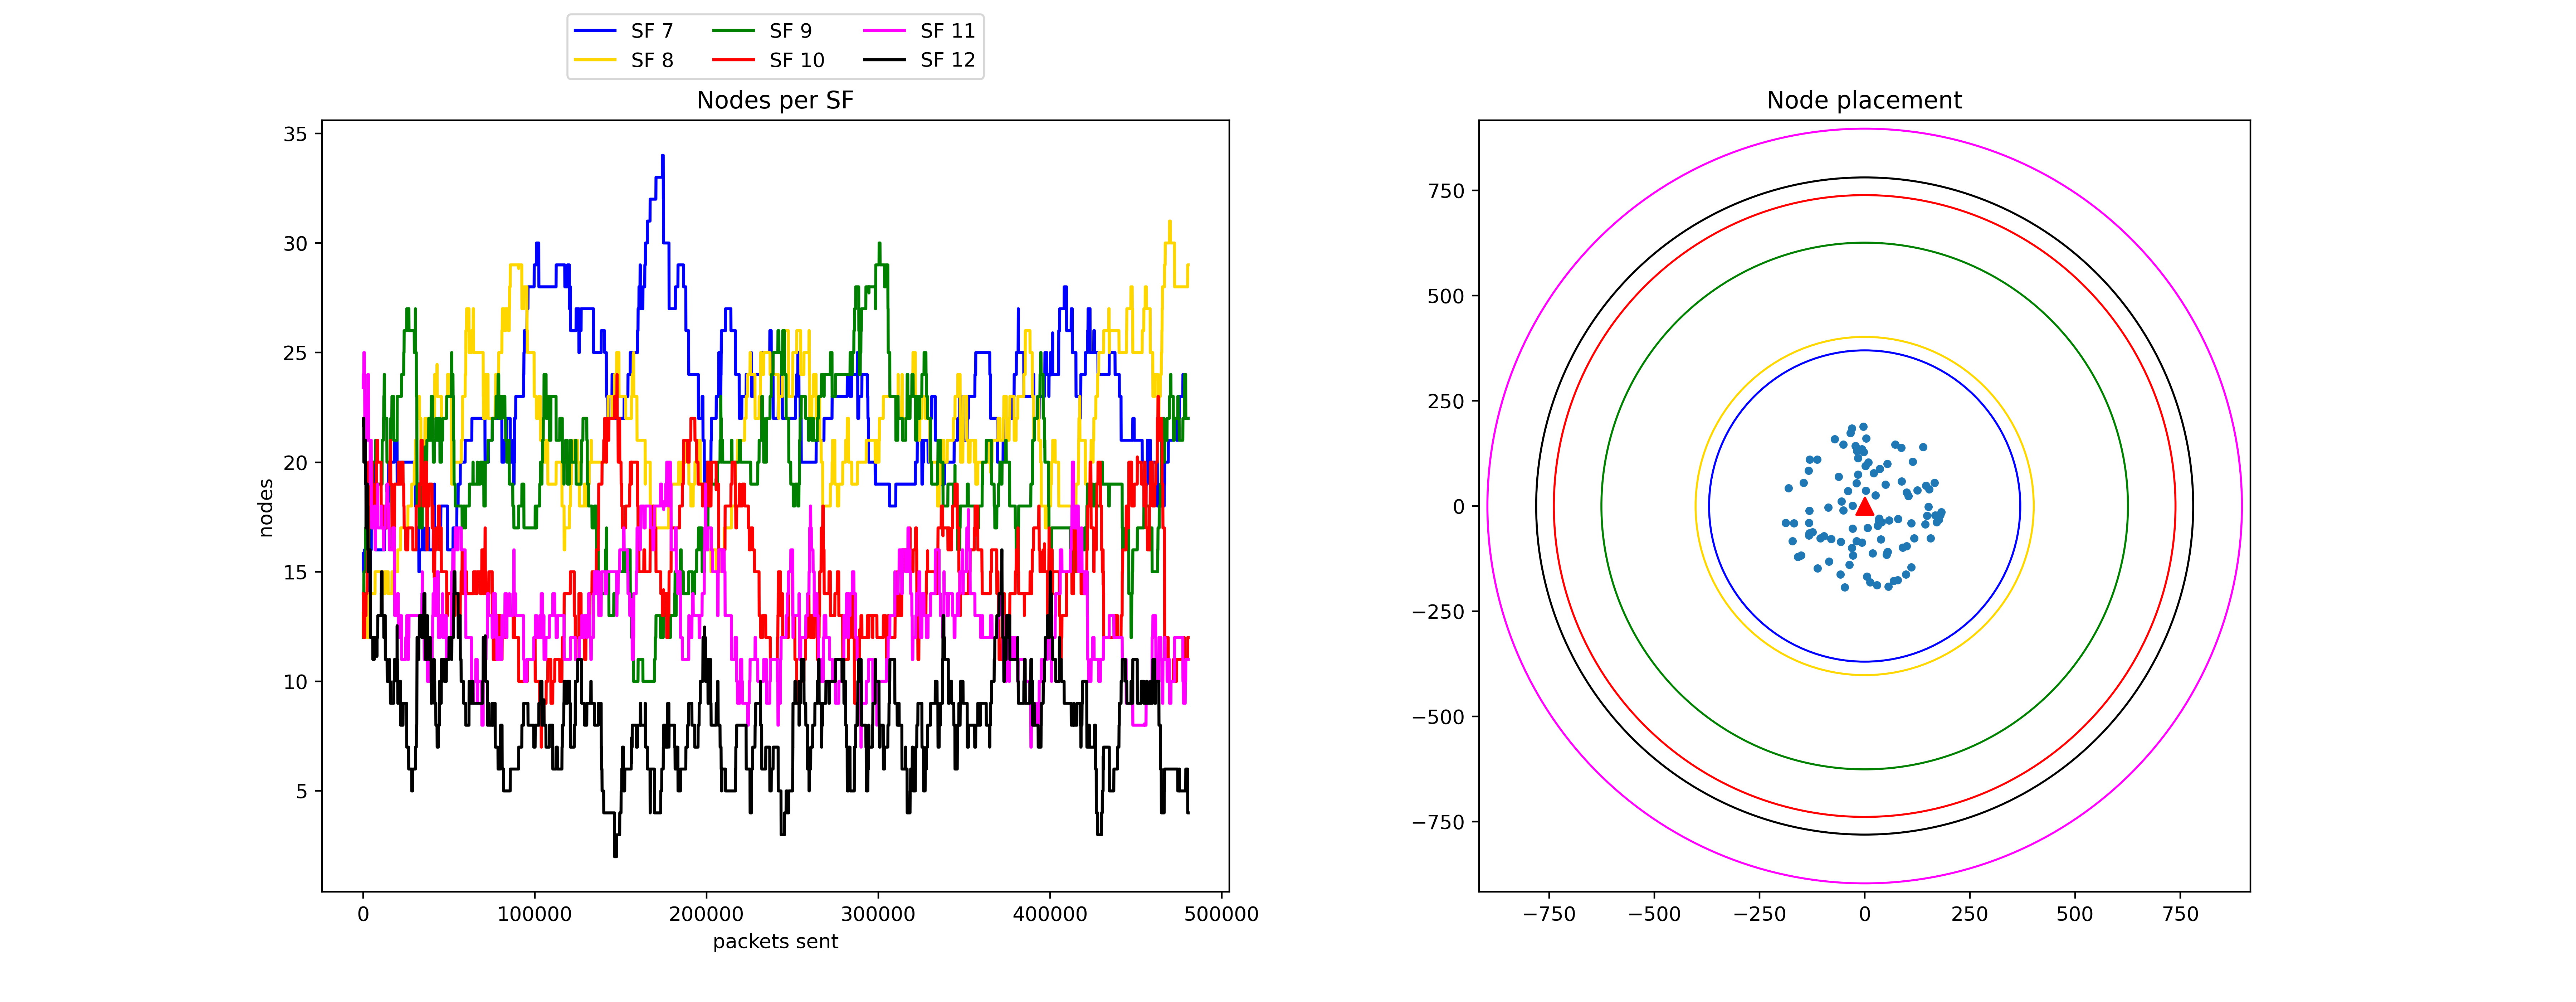 SF 7 SF 9 SF 11
SF 8 SF 10 SF 12
Nodes per SF
35
30
25
20
15
10
5
nodes
0 100000 200000 300000 400000 500000
packets sent
Node placement
750
500
250
0
−250
−500
−750
−750 −500 −250 0 250 500 750